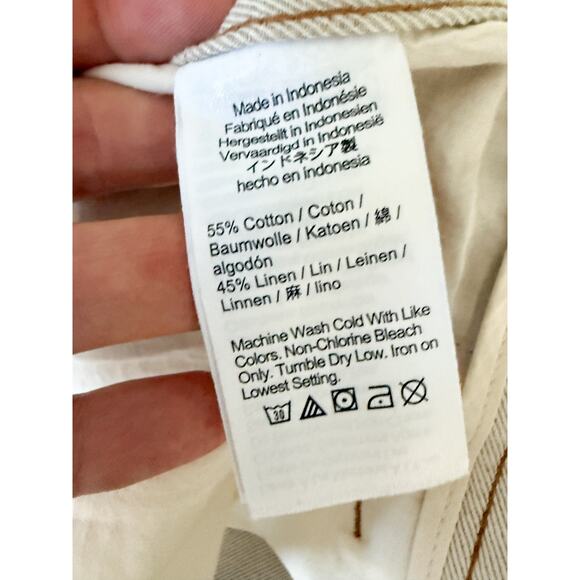 Made in Indonesia
Fabriqué en Indonésie
Hergestellt in Indonesien
Vervaardigd in Indonesië
インドネシア製
hecho en indonesia
55% Cotton / Coton /
Baumwolle / Katoen / 綿 /
algodón
45% Linen / Lin / Leinen /
Linnen / 麻 / lino
Machine Wash Cold With Like
Colors. Non-Chlorine Bleach
Only. Tumble Dry Low. Iron on
Lowest Setting.
30